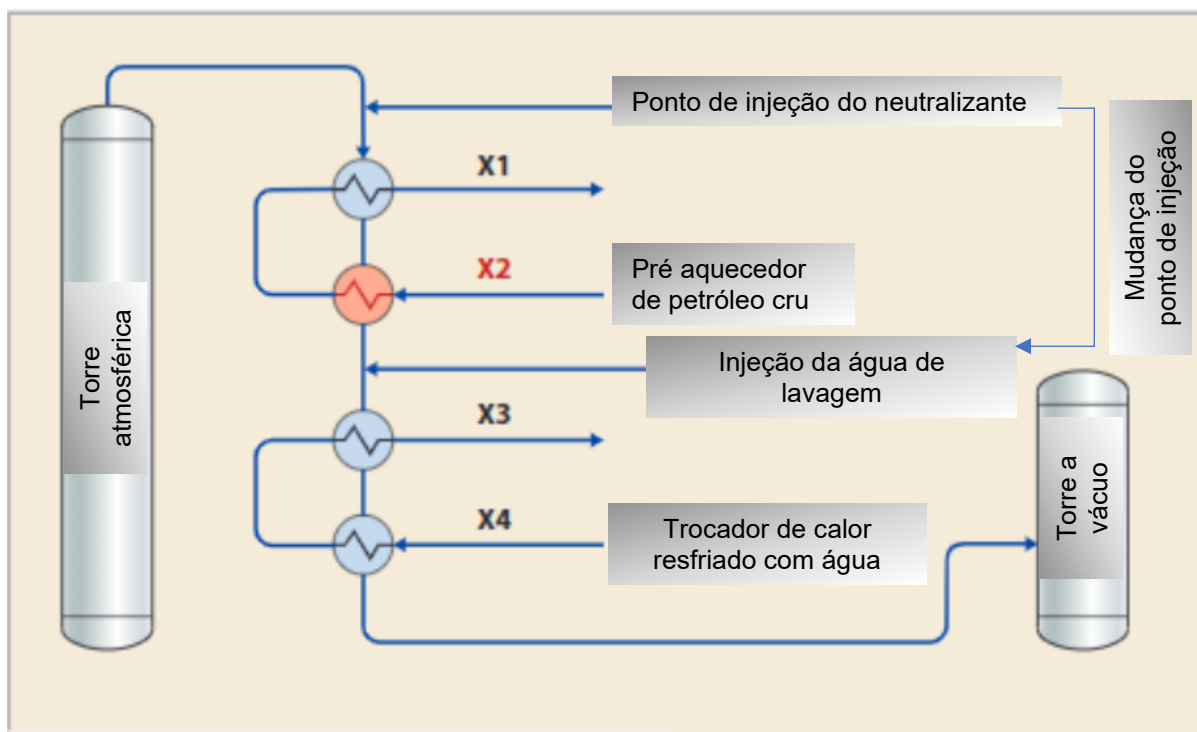 Ponto de injeção do neutralizante
Mudança do
ponto de injeção
X1
X2
Pré aquecedor
de petróleo cru
Torre
atmosférica
Injeção da água de
lavagem
X3
X4
Trocador de calor
resfriado com água
Torre a
vácuo